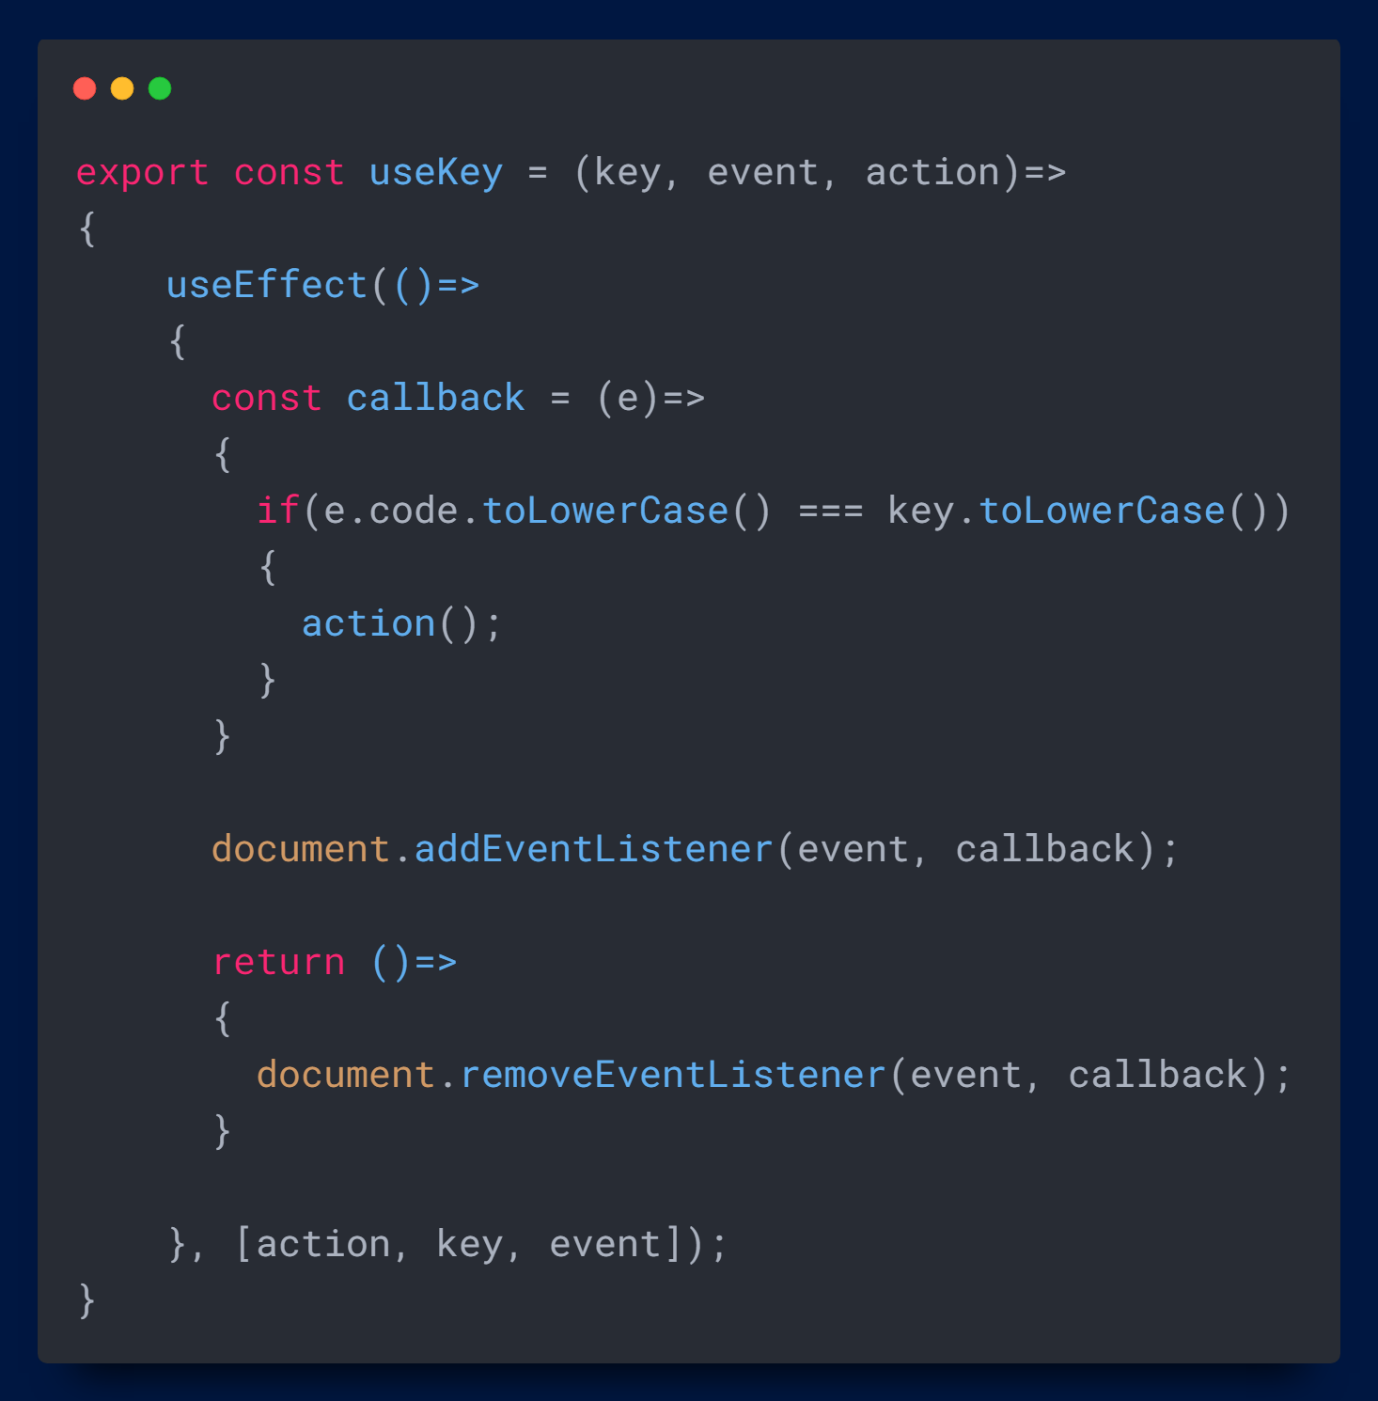 export const useKey = (key, event, action)=>
{
    useEffect(()=>
    {
      const callback = (e)=>
      {
        if(e.code.toLowerCase() === key.toLowerCase())
        {
          action();
        }
      }

      document.addEventListener(event, callback);

      return ()=>
      {
        document.removeEventListener(event, callback);
      }

    }, [action, key, event]);
}